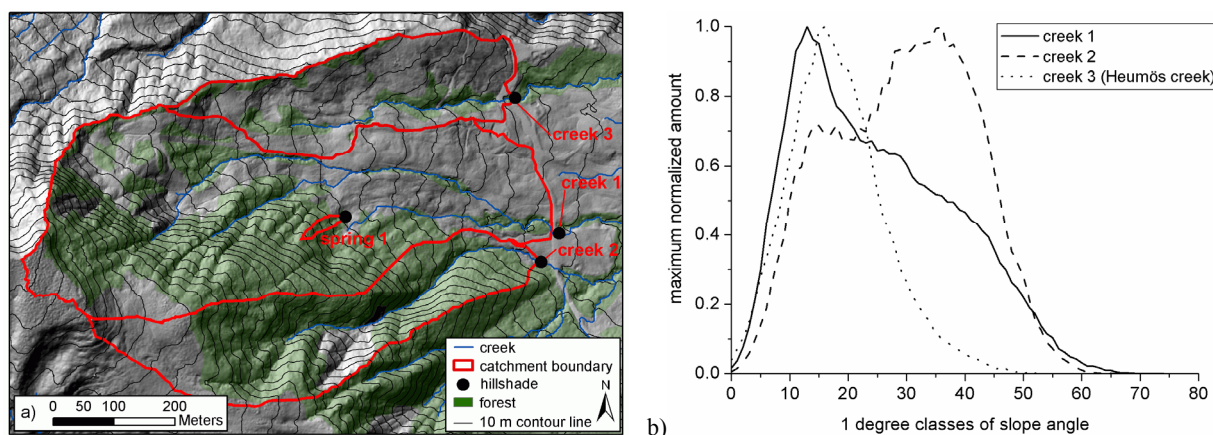 creek 3
creek 1
spring 1
creek 2
creek
catchment boundary
hillshade
forest
10 m contour line
N
a)
0 50 100 200
Meters
b)
maximum normalized amount
1.0
0.8
0.6
0.4
0.2
0.0
0 10 20 30 40 50 60 70 80
1 degree classes of slope angle
creek 1
creek 2
creek 3 (Heumös creek)